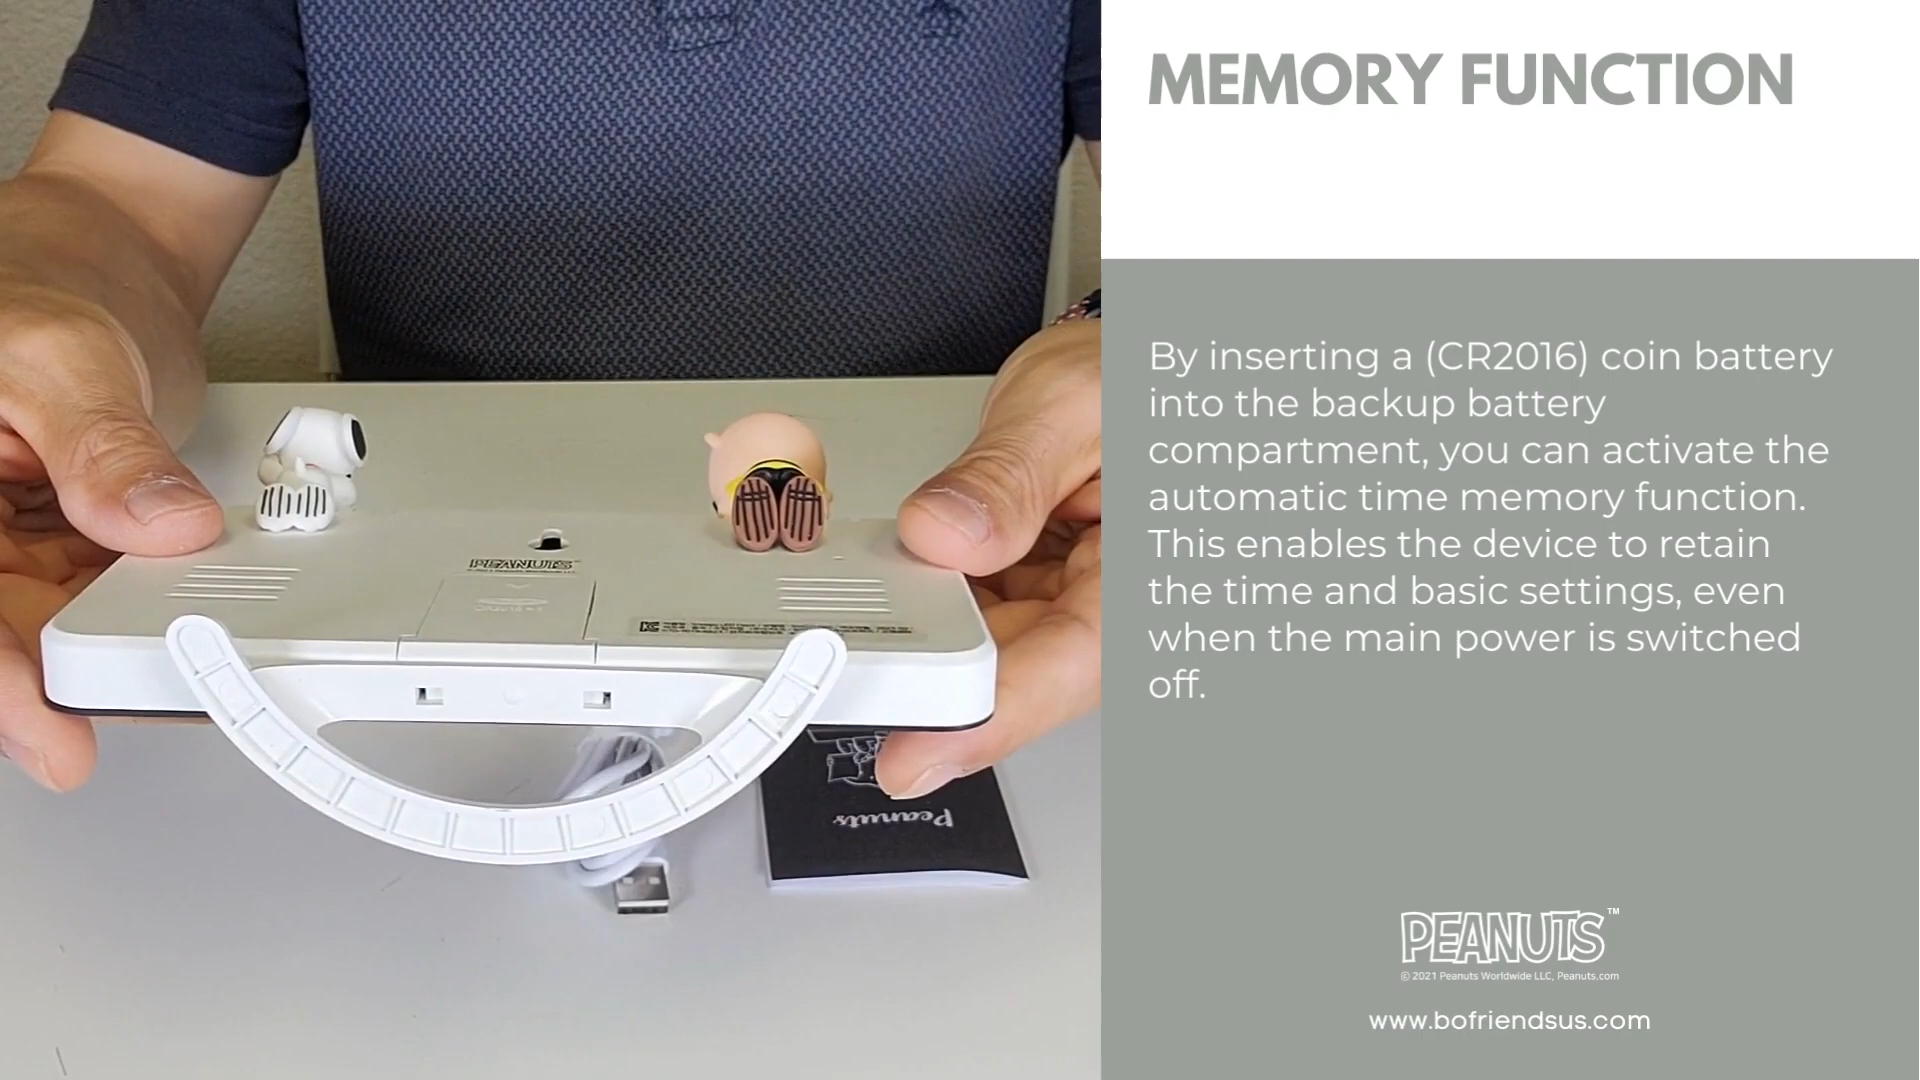 MEMORY FUNCTION
By inserting a (CR2016) coin battery
into the backup battery
compartment, you can activate the
automatic time memory function.
This enables the device to retain
the time and basic settings, even
when the main power is switched
off.
PEANUTS
Peanuts
PEANUTS™
© 2021 Peanuts Worldwide LLC, Peanuts.com
www.bofriendsus.com